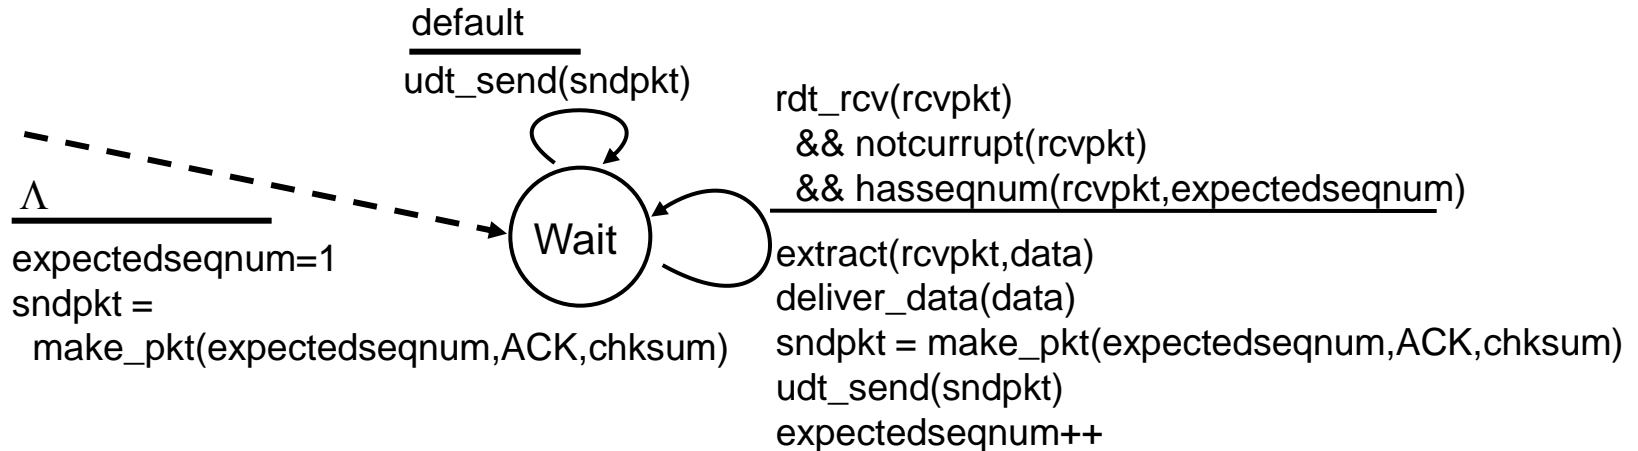 default
udt_send(sndpkt)
rdt_rcv(rcvpkt)
&& notcurrupt(rcvpkt)
&& hasseqnum(rcvpkt,expectedseqnum)
Λ
expectedseqnum=1
sndpkt =
make_pkt(expectedseqnum,ACK,chksum)
Wait
extract(rcvpkt,data)
deliver_data(data)
sndpkt = make_pkt(expectedseqnum,ACK,chksum)
udt_send(sndpkt)
expectedseqnum++